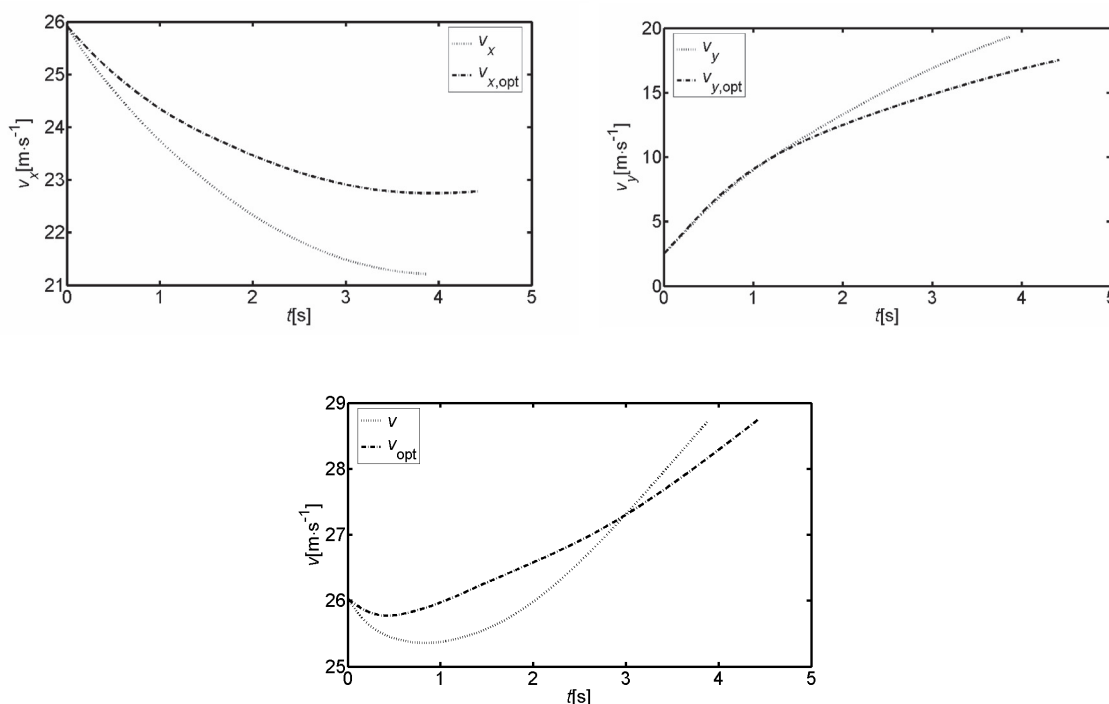 26
25
24
23
22
21
v_x[m·s⁻¹]
0 1 2 3 4 5
t[s]
v_x
v_x,opt
20
15
10
5
0
v_y[m·s⁻¹]
0 1 2 3 4 5
t[s]
v_y
v_y,opt
29
28
27
26
25
v[m·s⁻¹]
0 1 2 3 4 5
t[s]
v
v_opt